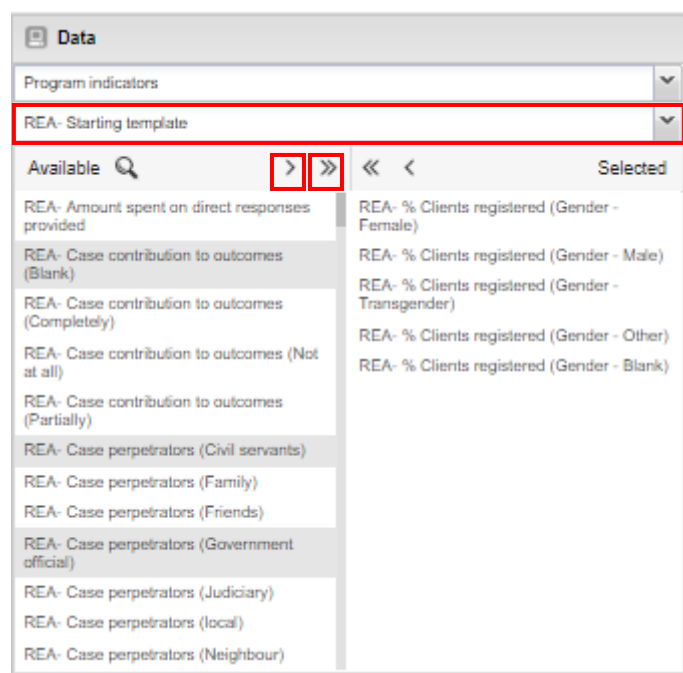 Data
Program indicators
REA- Starting template
Available
Selected
REA- Amount spent on direct responses
provided
REA- Case contribution to outcomes
(Blank)
REA- Case contribution to outcomes
(Completely)
REA- Case contribution to outcomes (Not
at all)
REA- Case contribution to outcomes
(Partially)
REA- Case perpetrators (Civil servants)
REA- Case perpetrators (Family)
REA- Case perpetrators (Friends)
REA- Case perpetrators (Government
official)
REA- Case perpetrators (Judiciary)
REA- Case perpetrators (local)
REA- Case perpetrators (Neighbour)
REA- % Clients registered (Gender -
Female)
REA- % Clients registered (Gender - Male)
REA- % Clients registered (Gender -
Transgender)
REA- % Clients registered (Gender - Other)
REA- % Clients registered (Gender - Blank)